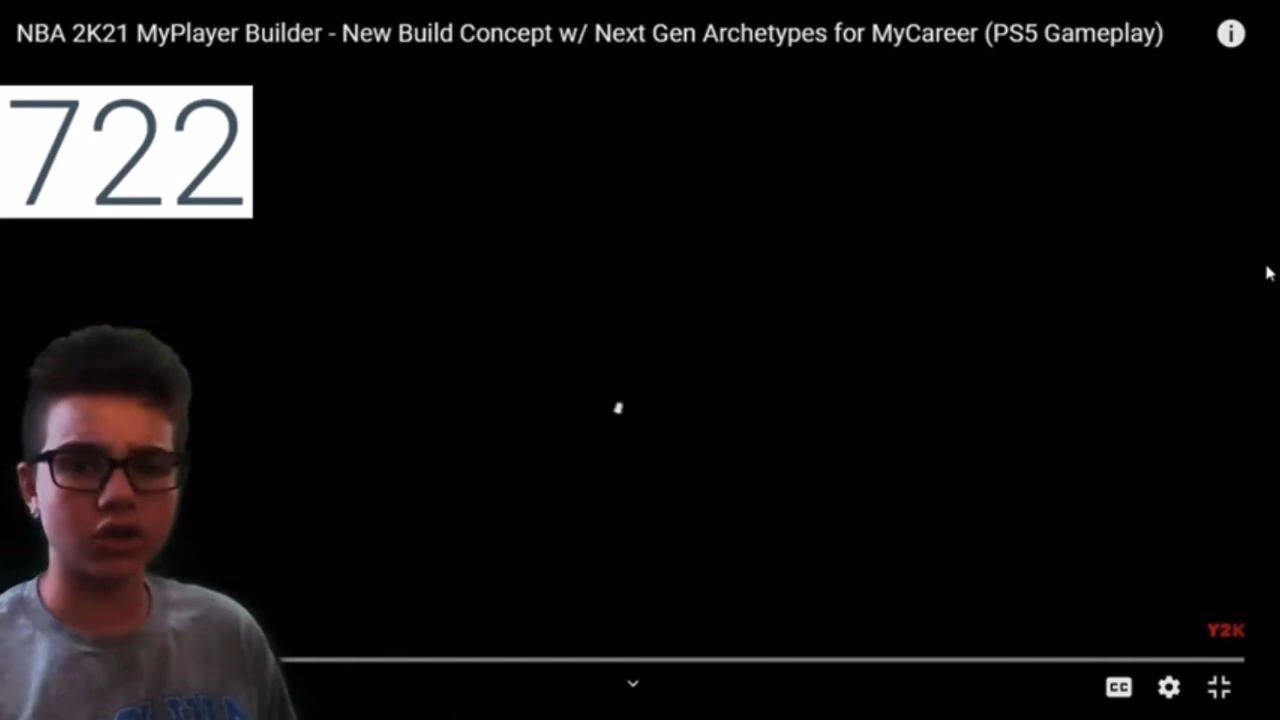 NBA 2K21 MyPlayer Builder - New Build Concept w/ Next Gen Archetypes for MyCareer (PS5 Gameplay)
722
Y2K
CC